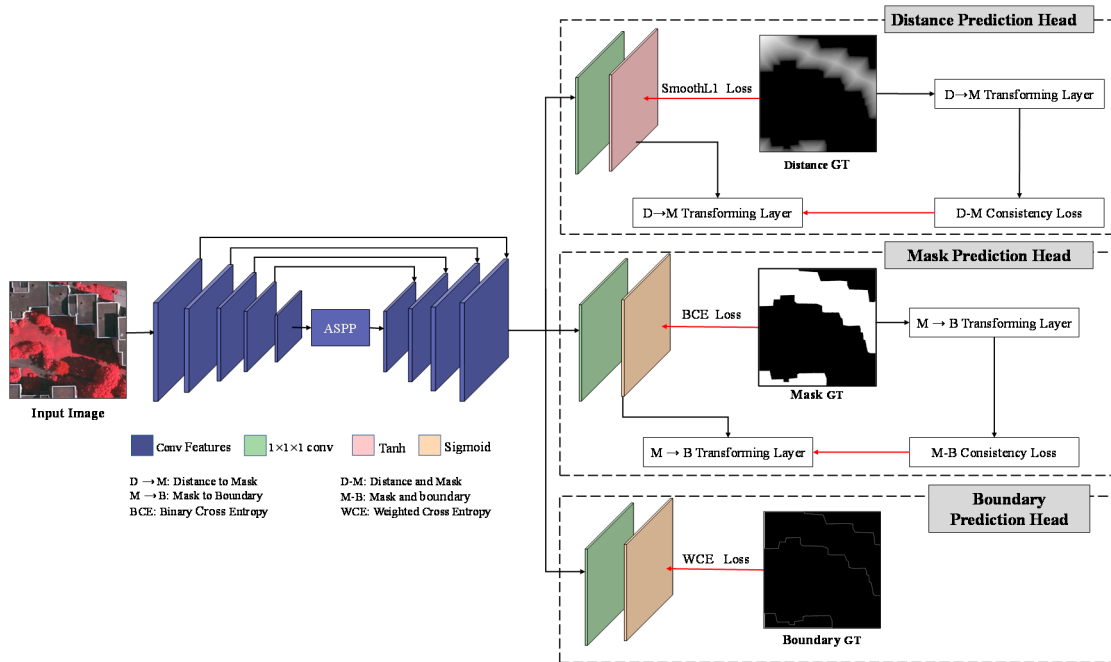 Distance Prediction Head
SmoothL1 Loss
D→M Transforming Layer
Distance GT
D→M Transforming Layer
D-M Consistency Loss
Mask Prediction Head
BCE Loss
M → B Transforming Layer
ASPP
Mask GT
Input Image
M → B Transforming Layer
M-B Consistency Loss
Conv Features
1×1×1 conv
Tanh
Sigmoid
D → M: Distance to Mask
M → B: Mask to Boundary
BCE: Binary Cross Entropy
D-M: Distance and Mask
M-B: Mask and boundary
WCE: Weighted Cross Entropy
Boundary
Prediction Head
WCE Loss
Boundary GT